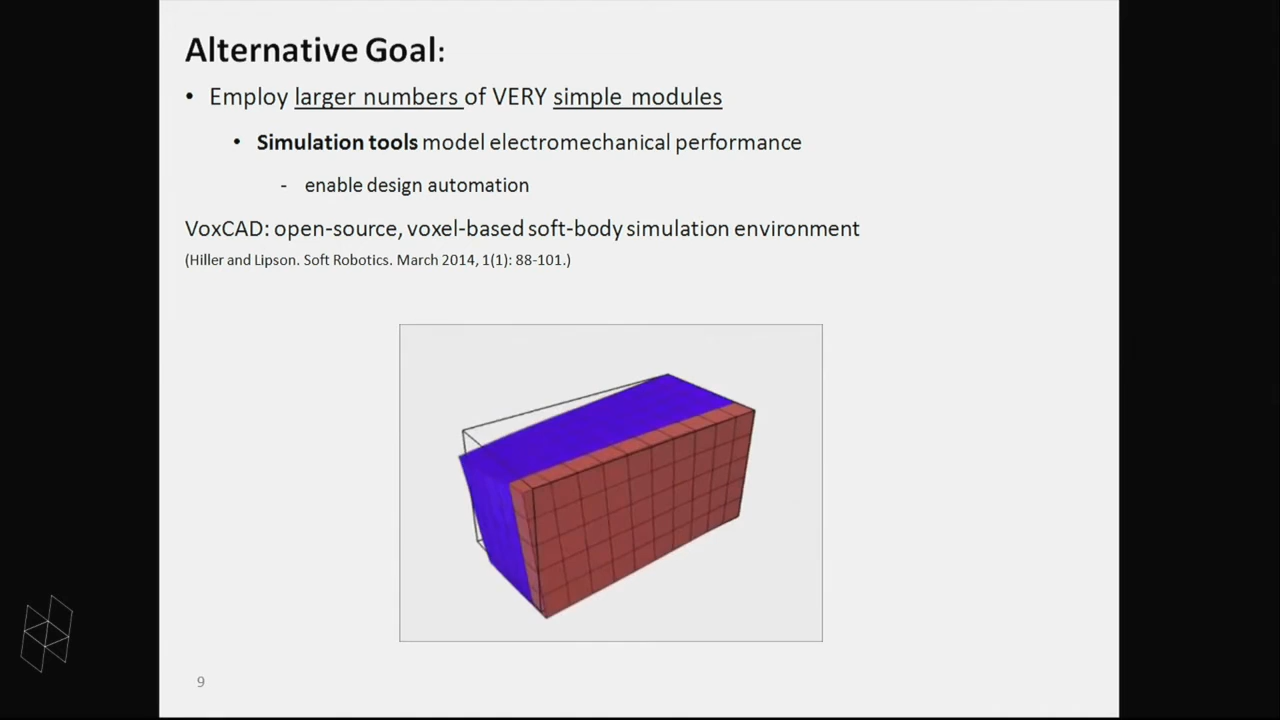 Alternative Goal:
• Employ larger numbers of VERY simple modules
• Simulation tools model electromechanical performance
- enable design automation
VoxCAD: open-source, voxel-based soft-body simulation environment
(Hiller and Lipson. Soft Robotics. March 2014, 1(1): 88-101.)
9